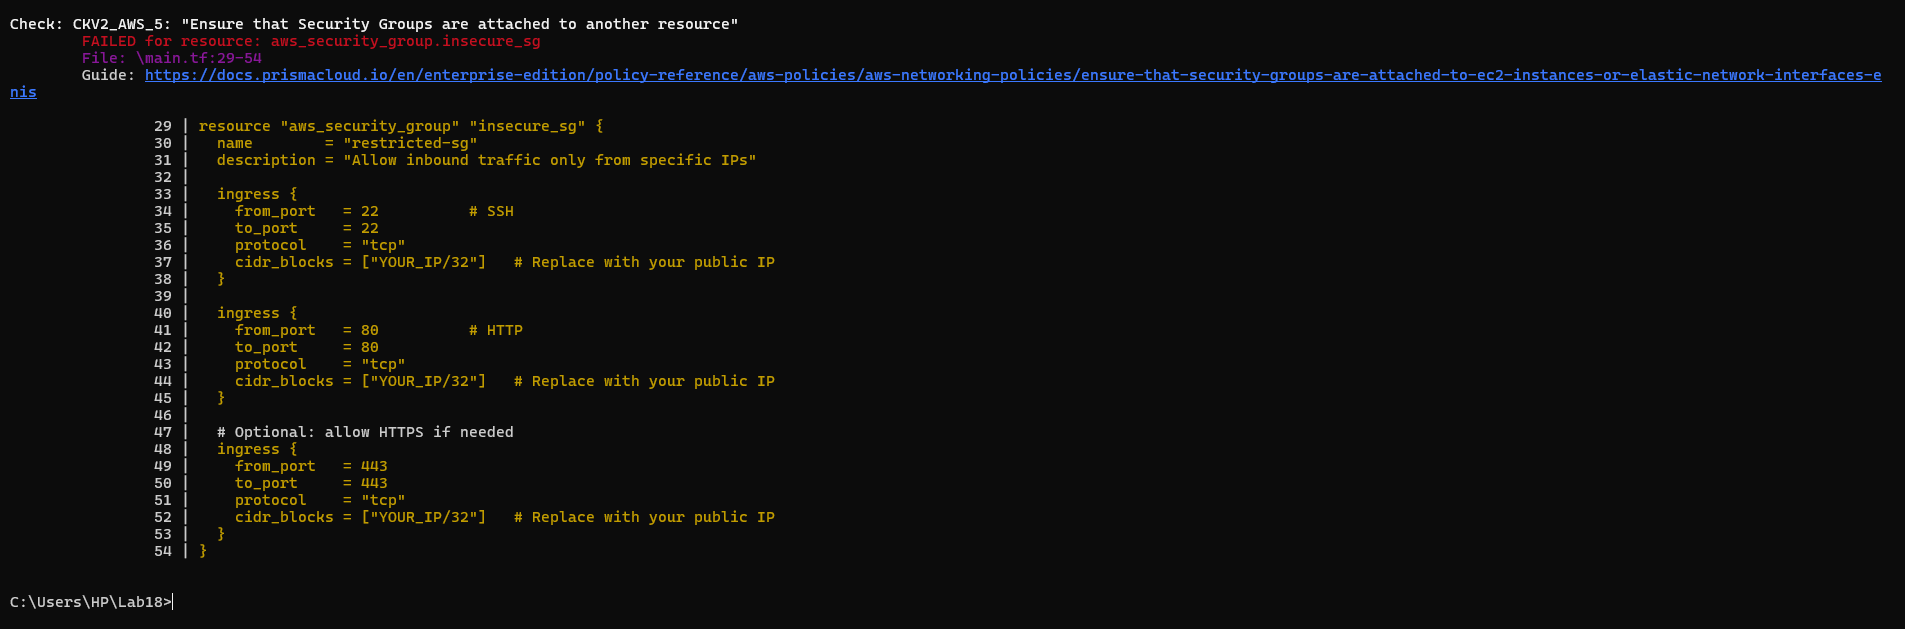 Check: CKV2_AWS_5: "Ensure that Security Groups are attached to another resource"
FAILED for resource: aws_security_group.insecure_sg
File: \main.tf:29-54
Guide: https://docs.prismacloud.io/en/enterprise-edition/policy-reference/aws-policies/aws-networking-policies/ensure-that-security-groups-are-attached-to-ec2-instances-or-elastic-network-interfaces-e
nis
29 | resource "aws_security_group" "insecure_sg" {
30 |   name        = "restricted-sg"
31 |   description = "Allow inbound traffic only from specific IPs"
32 |
33 |   ingress {
34 |     from_port   = 22          # SSH
35 |     to_port     = 22
36 |     protocol    = "tcp"
37 |     cidr_blocks = ["YOUR_IP/32"]   # Replace with your public IP
38 |   }
39 |
40 |   ingress {
41 |     from_port   = 80          # HTTP
42 |     to_port     = 80
43 |     protocol    = "tcp"
44 |     cidr_blocks = ["YOUR_IP/32"]   # Replace with your public IP
45 |   }
46 |
47 |   # Optional: allow HTTPS if needed
48 |   ingress {
49 |     from_port   = 443
50 |     to_port     = 443
51 |     protocol    = "tcp"
52 |     cidr_blocks = ["YOUR_IP/32"]   # Replace with your public IP
53 |   }
54 | }
C:\Users\HP\Lab18>